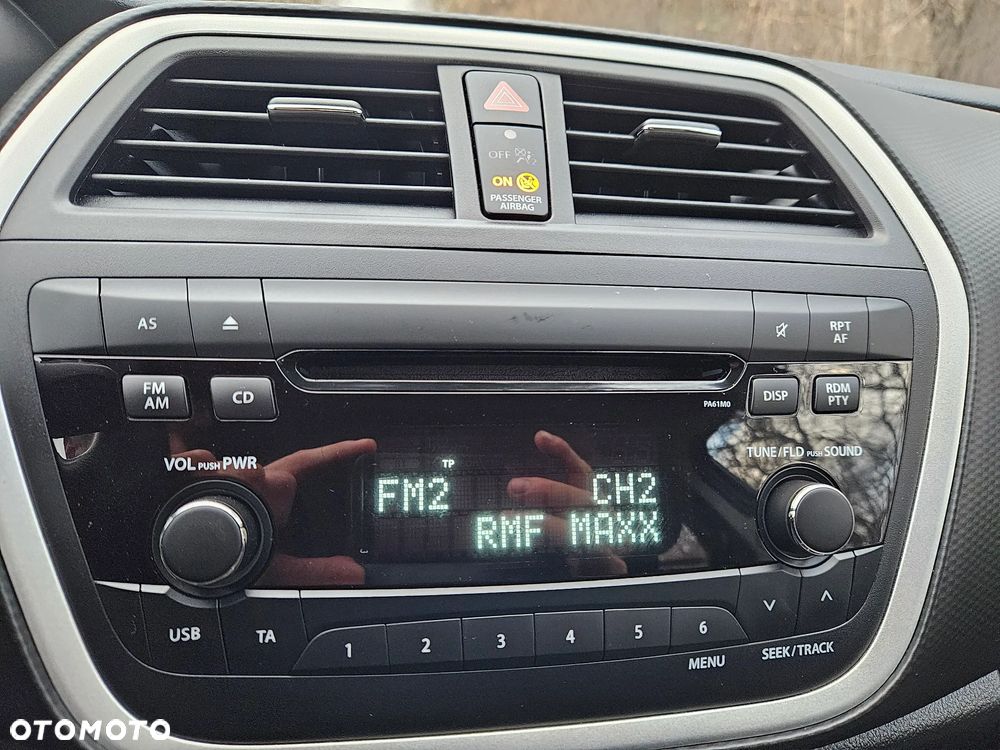 OFF
ON
PASSENGER
AIRBAG
AS
RPT
AF
FM
AM
CD
PA61M0
DISP
RDM
PTY
VOL PUSH PWR
TUNE/FLD PUSH SOUND
TP
FM2 CH2
RMF MAXX
USB
TA
1
2
3
4
5
6
MENU
SEEK/TRACK
OTOMOTO